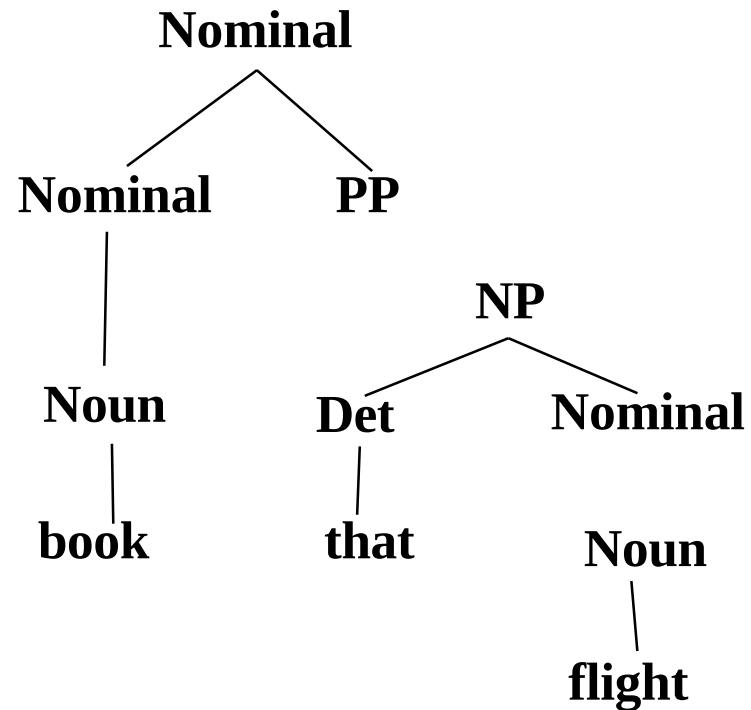 Nominal
Nominal PP
NP
Noun Det Nominal
book that Noun
flight